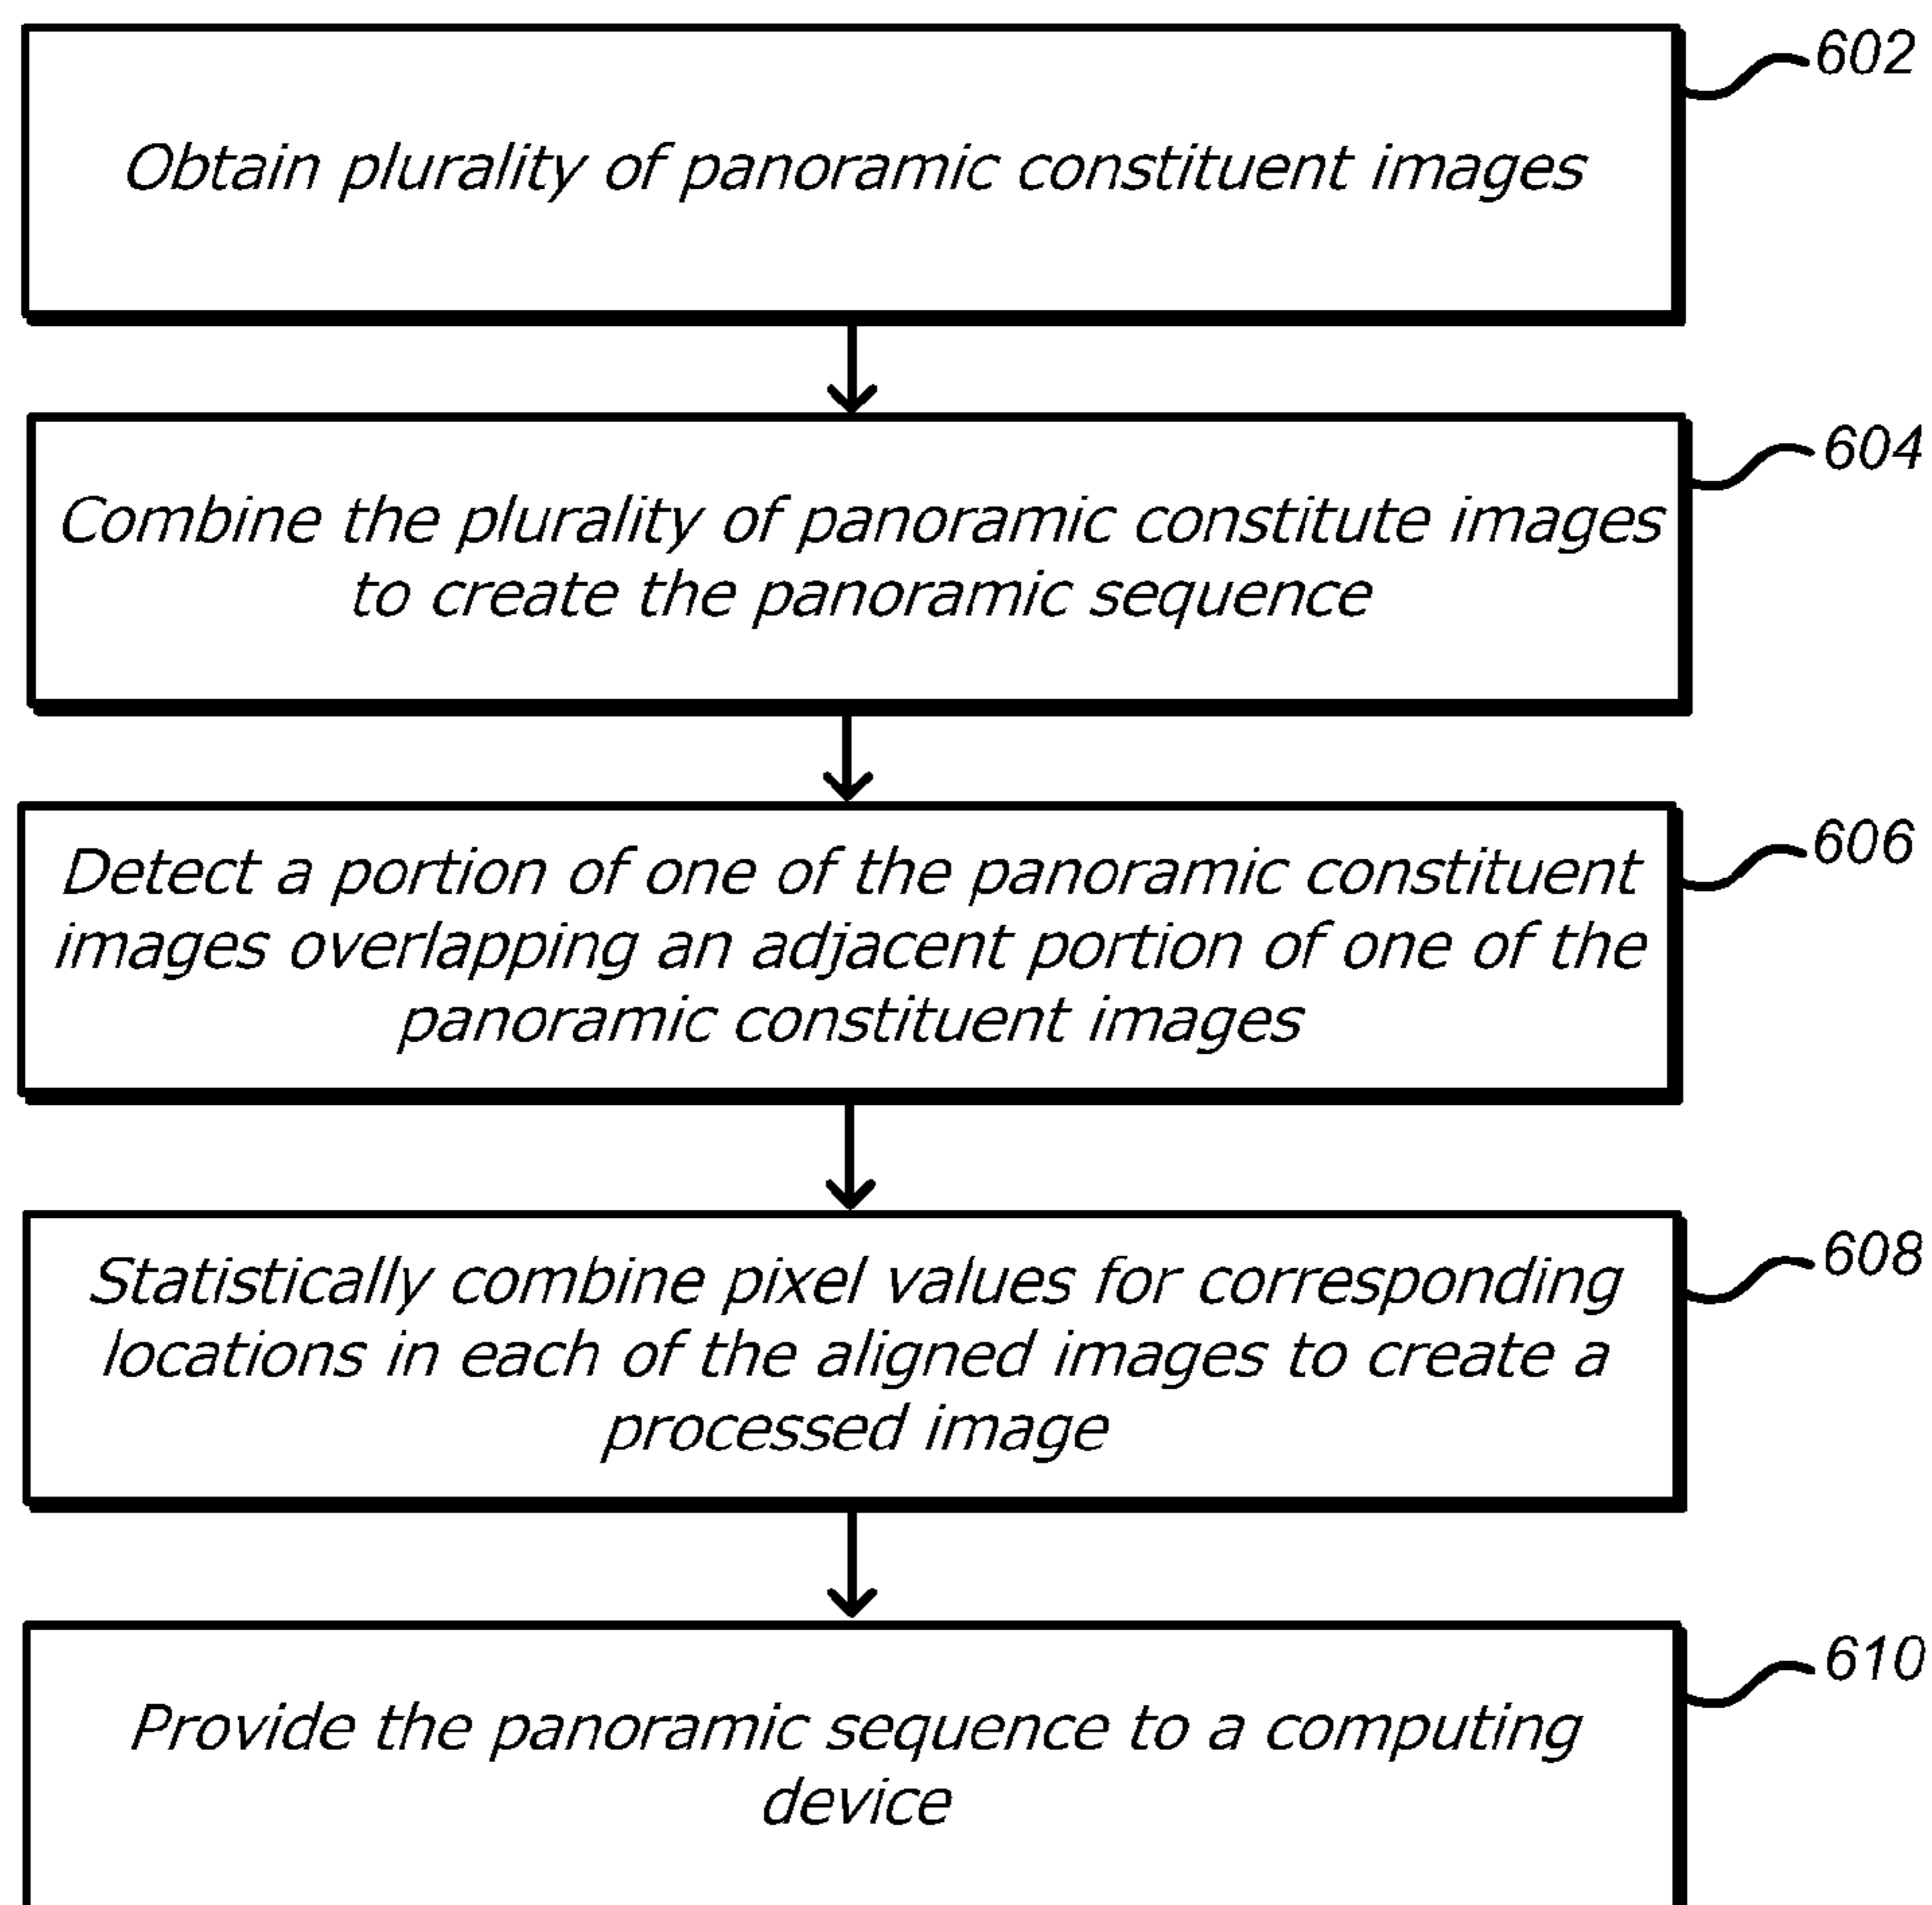 602
Obtain plurality of panoramic constituent images
604
Combine the plurality of panoramic constitute images
to create the panoramic sequence
606
Detect a portion of one of the panoramic constituent
images overlapping an adjacent portion of one of the
panoramic constituent images
608
Statistically combine pixel values for corresponding
locations in each of the aligned images to create a
processed image
610
Provide the panoramic sequence to a computing
device